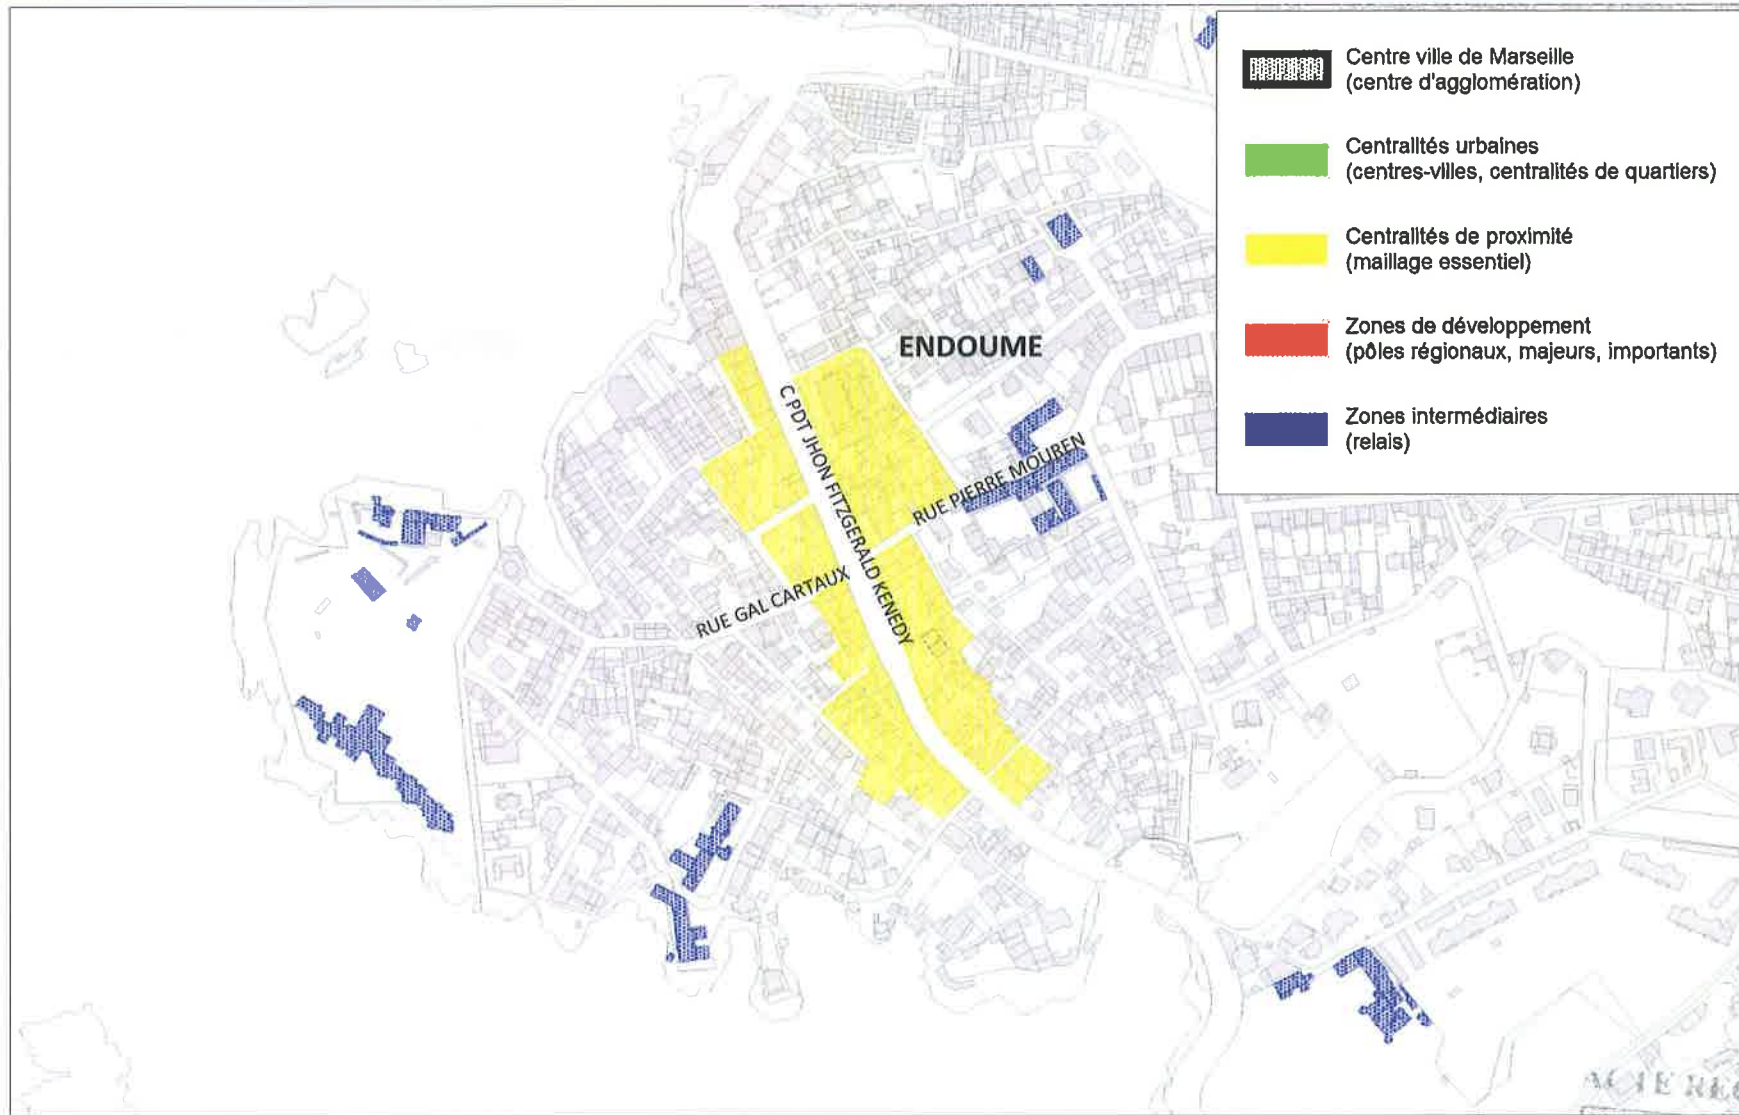 Centre ville de Marseille
(centre d'agglomération)
Centralités urbaines
(centres-villes, centralités de quartiers)
Centralités de proximité
(maillage essentiel)
Zones de développement
(pôles régionaux, majeurs, importants)
Zones intermédiaires
(relais)
ENDOUME
C PDT JHON FITZGERALD KENEDY
RUE PIERRE MOUREN
RUE GAL CARTAUX